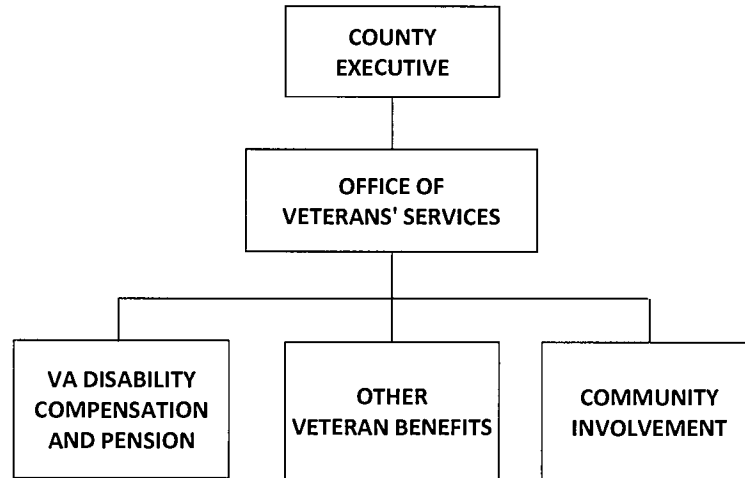 COUNTY
EXECUTIVE
OFFICE OF
VETERANS' SERVICES
VA DISABILITY
COMPENSATION
AND PENSION
OTHER
VETERAN BENEFITS
COMMUNITY
INVOLVEMENT